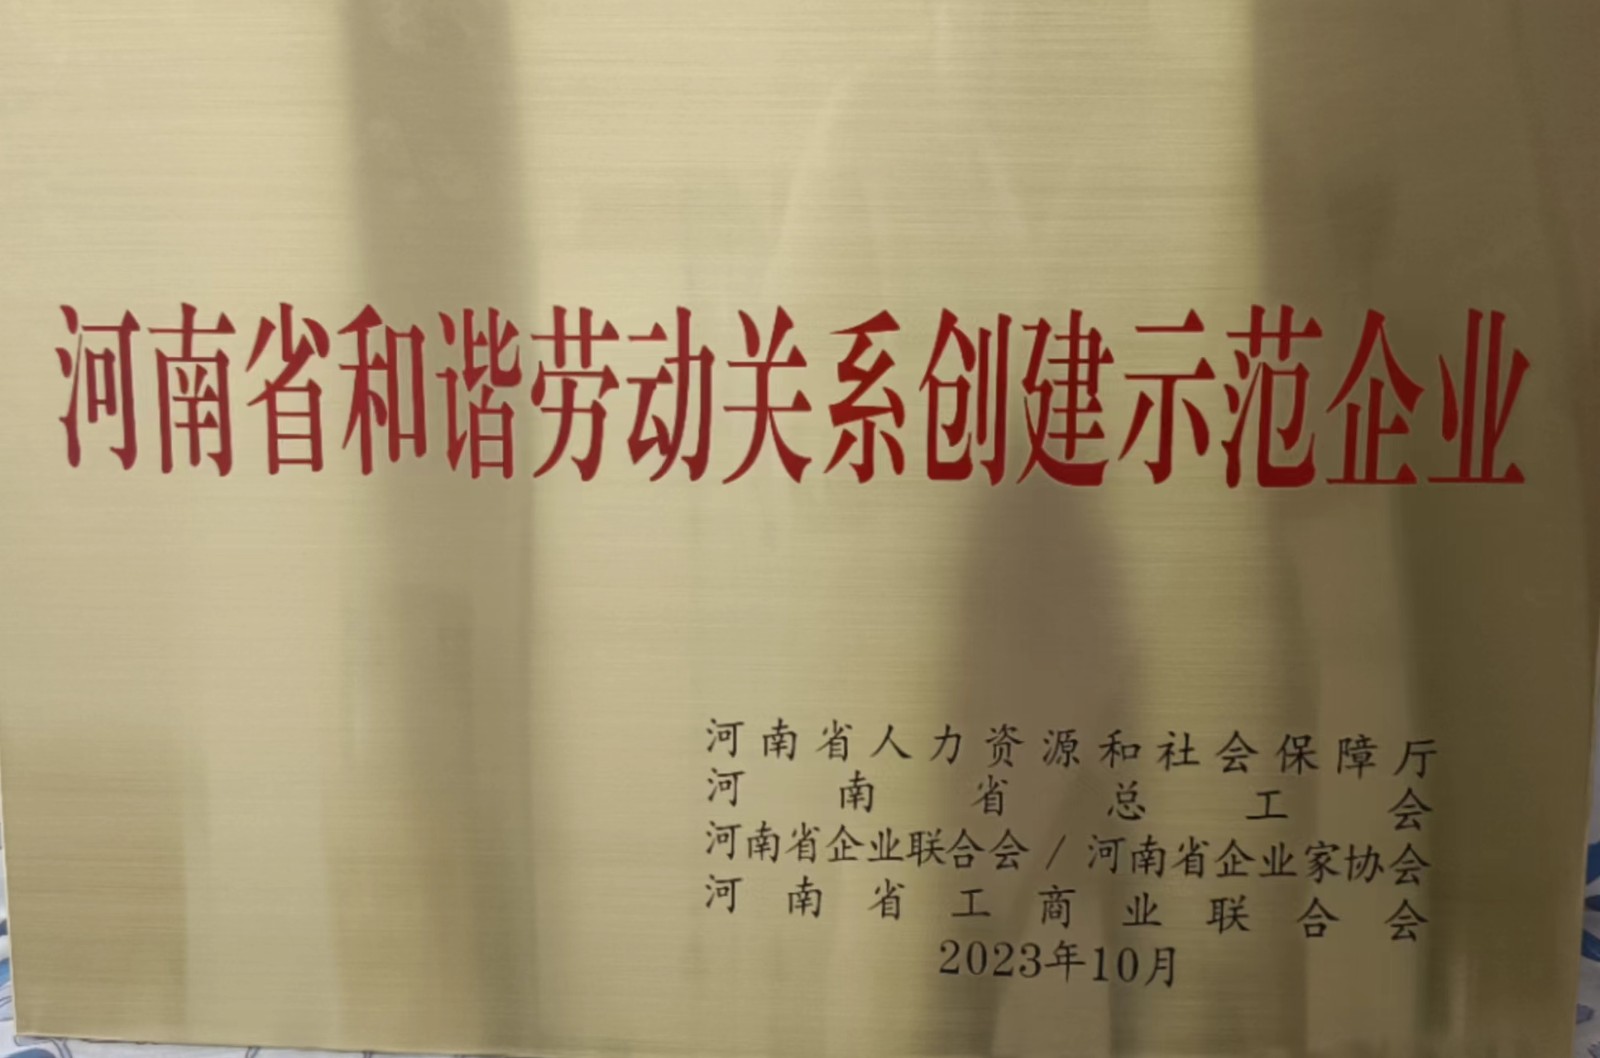 河南省和谐劳动关系创建示范企业
河南省人力资源和社会保障厅
河南省总工会
河南省企业联合会/河南省企业家协会
河南省工商业联合会
2023年10月